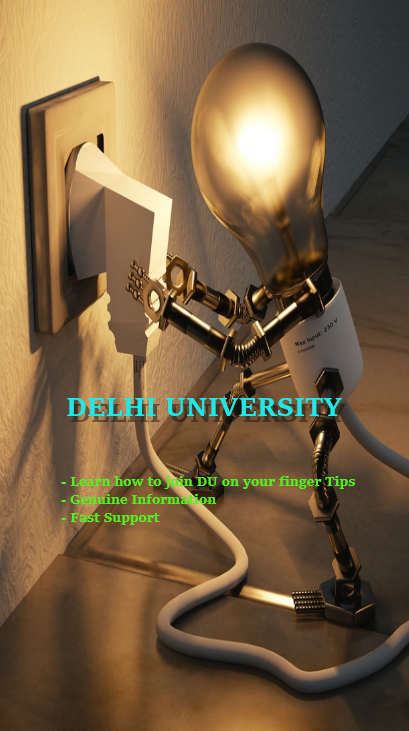 Max Input: 230 V
DELHI UNIVERSITY
- Learn how to join DU on your finger Tips
- Genuine Information
- Fast Support